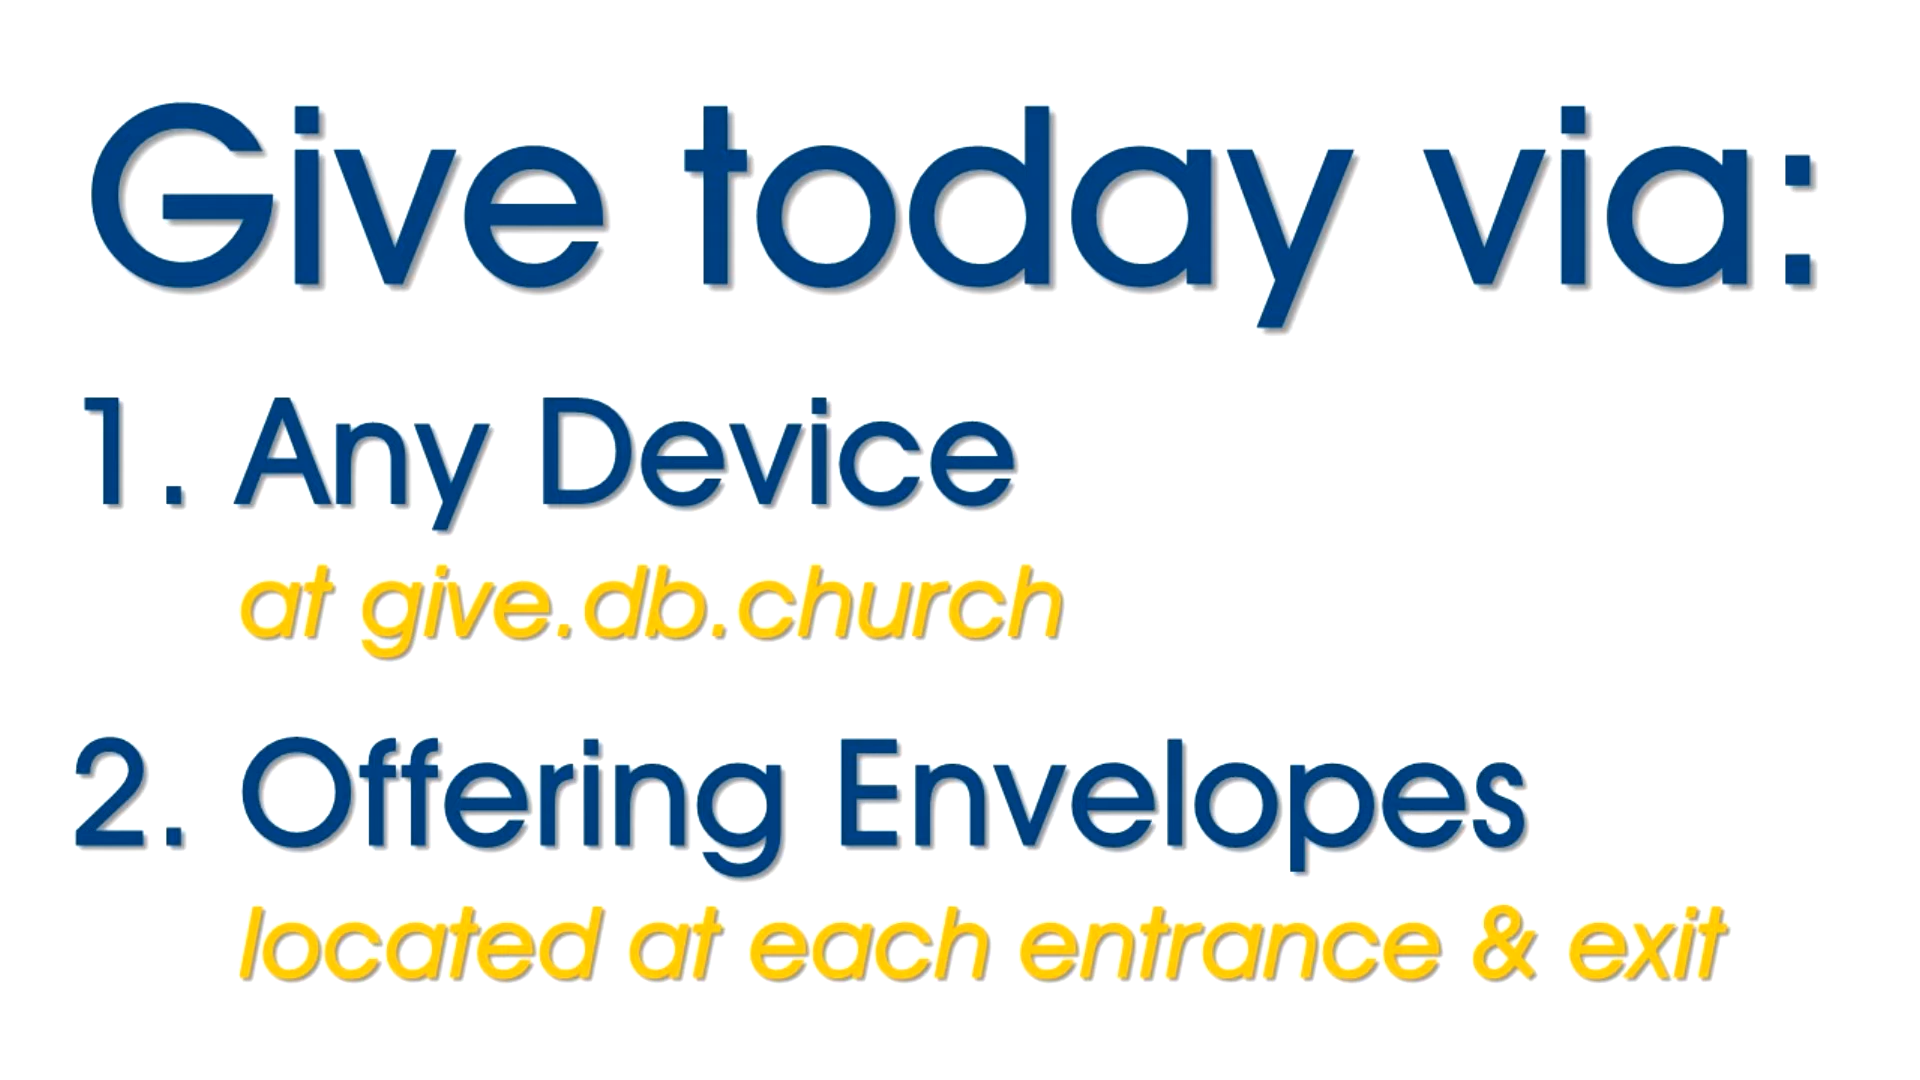 Give today via:
1. Any Device
at give.db.church
2. Offering Envelopes
located at each entrance & exit